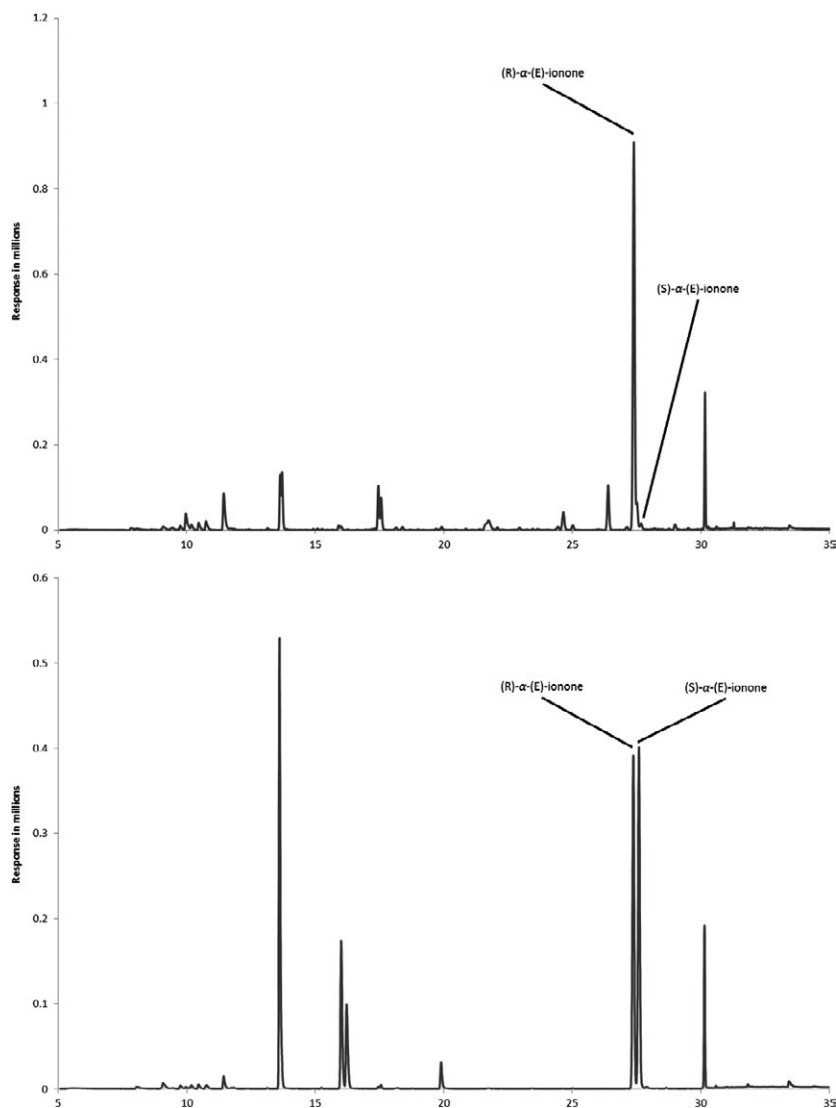 1.2
(R)-α-(E)-ionone
1
0.8
(S)-α-(E)-ionone
Response in millions
0.6
0.4
0.2
0
5 10 15 20 25 30 35
0.6
0.5
(R)-α-(E)-ionone (S)-α-(E)-ionone
0.4
Response in millions
0.3
0.2
0.1
0
5 10 15 20 25 30 35